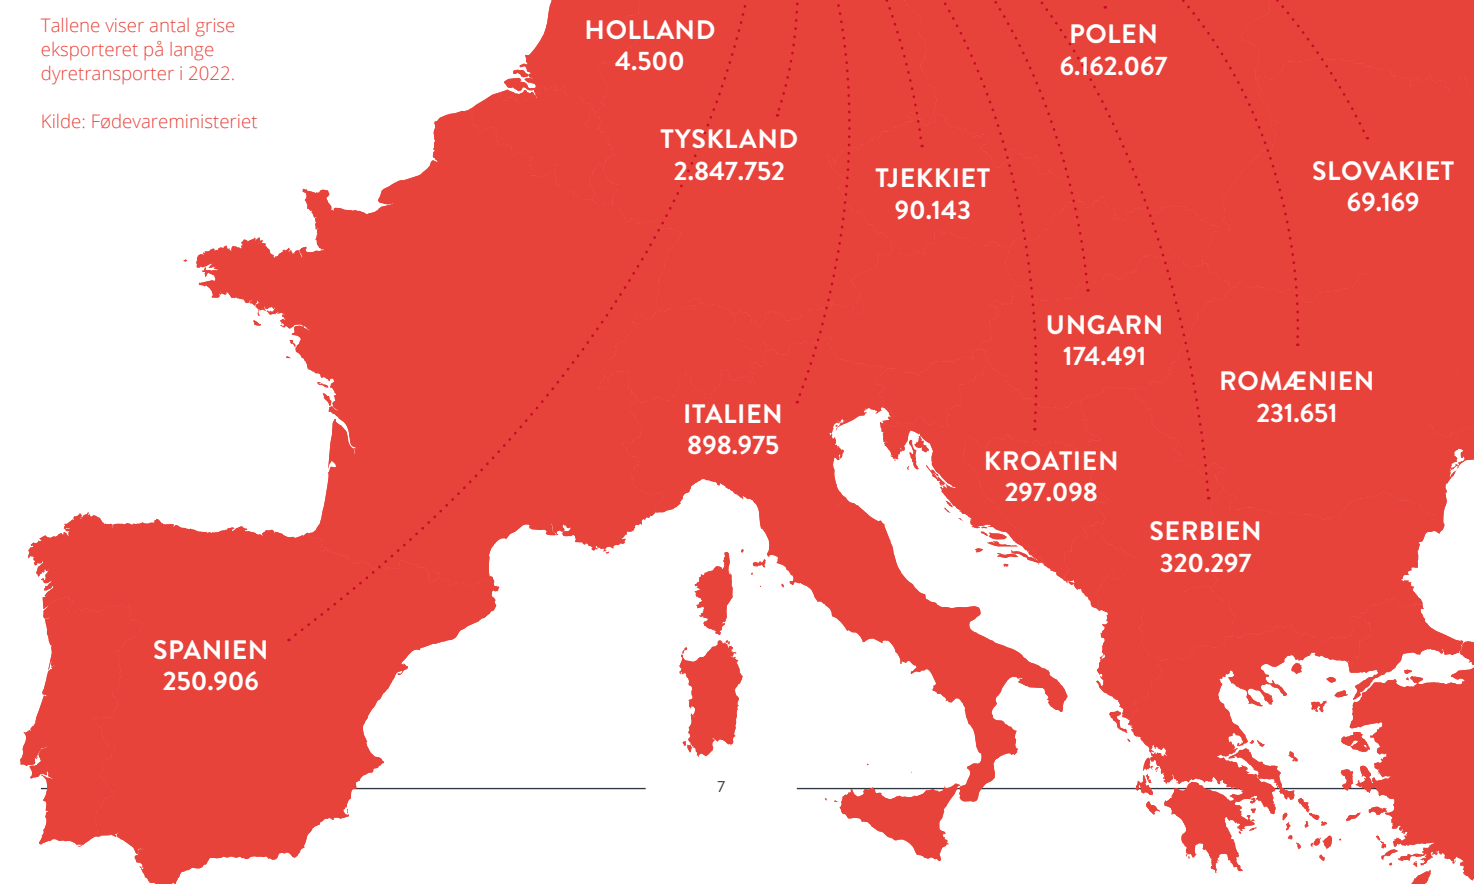 Tallene viser antal grise
eksporteret på lange
dyretransporter i 2022.
Kilde: Fødevareministeriet
HOLLAND
4.500
POLEN
6.162.067
TYSKLAND
2.847.752
TJEKKIET
90.143
SLOVAKIET
69.169
UNGARN
174.491
ROMÆNIEN
231.651
ITALIEN
898.975
KROATIEN
297.098
SERBIEN
320.297
SPANIEN
250.906
7